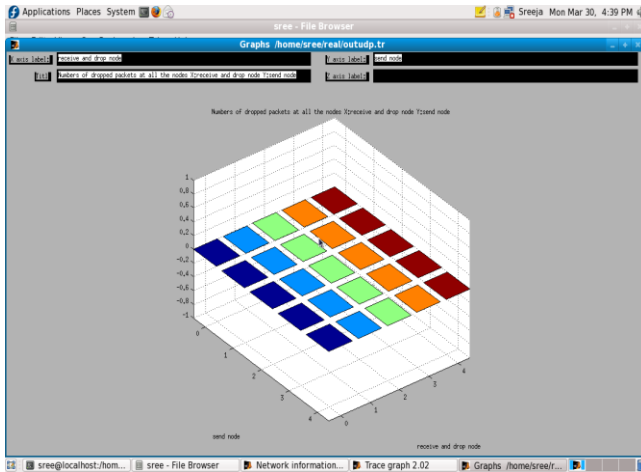 Applications Places System Sreeja Mon Mar 30, 4:39 PM
sree - File Browser
Graphs /home/sree/real/outudp.tr
X axis label: receive and drop node Y axis label: send node
Title Numbers of dropped packets at all the nodes X:receive and drop node Y:send node Z axis label:
Numbers of dropped packets at all the nodes X:receive and drop node Y:send node
1
0.8
0.6
0.4
0.2
0
-0.2
-0.4
-0.6
-0.8
-1
0 1 2 3 4
0 1 2 3 4
send node
receive and drop node
sree@localhost:/hom... sree - File Browser Network information... Trace graph 2.02 Graphs /home/sree/r...